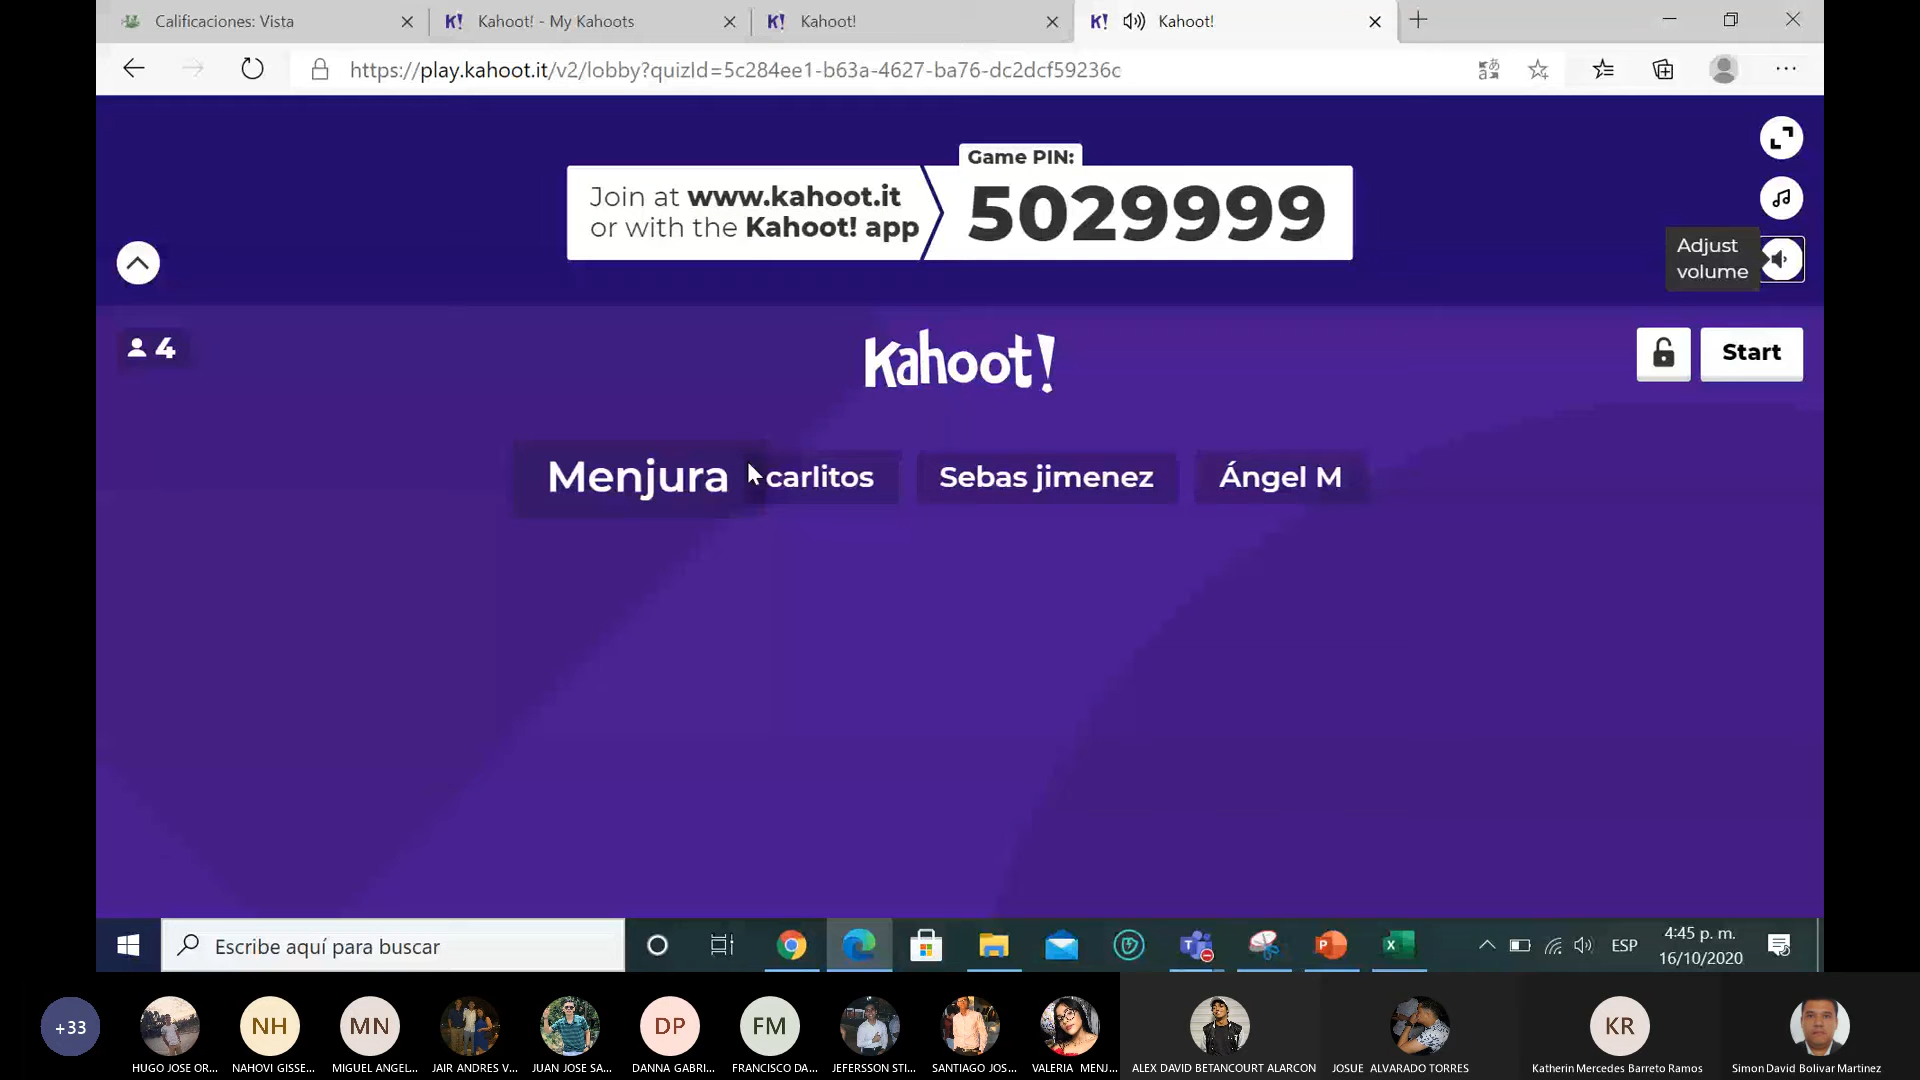 Calificaciones: Vista
Kahoot! - My Kahoots
Kahoot!
Kahoot!
https://play.kahoot.it/v2/lobby?quizId=5c284ee1-b63a-4627-ba76-dc2dcf59236c
Game PIN:
Join at www.kahoot.it
or with the Kahoot! app
5029999
Adjust
volume
4
Kahoot!
Start
Menjura
carlitos
Sebas jimenez
Ángel M
Escribe aquí para buscar
ESP
4:45 p. m.
16/10/2020
+33
NH
MN
DP
FM
KR
HUGO JOSE OR...
NAHOVI GISSE...
MIGUEL ANGEL...
JAIR ANDRES V...
JUAN JOSE SA...
DANNA GABRI...
FRANCISCO DA...
JEFERSSON STI...
SANTIAGO JOS...
VALERIA MENJ...
ALEX DAVID BETANCOURT ALARCON
JOSUE ALVARADO TORRES
Katherin Mercedes Barreto Ramos
Simon David Bolivar Martinez